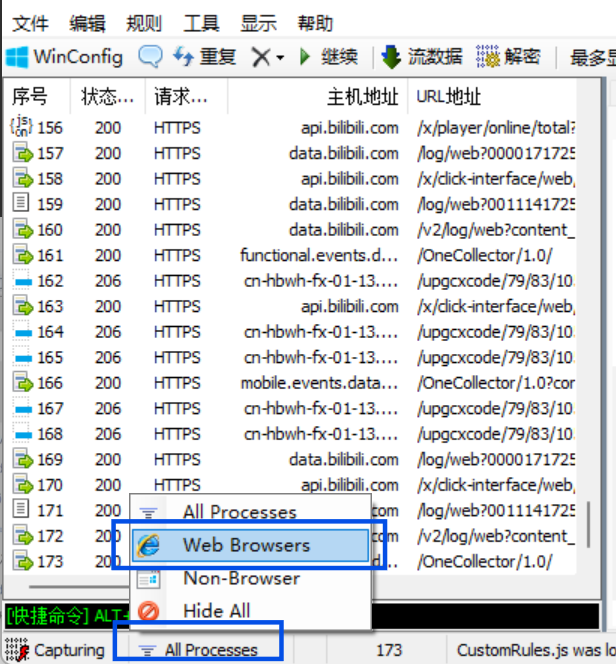 文件 编辑 规则 工具 显示 帮助
WinConfig 重复 继续 流数据 解密 最多显
序号 状态... 请求... 主机地址 URL地址
156 200 HTTPS api.bilibili.com /x/player/online/total?
157 200 HTTPS data.bilibili.com /log/web?0000171725
158 200 HTTPS api.bilibili.com /x/click-interface/web,
159 200 HTTPS data.bilibili.com /log/web?0011141725
160 200 HTTPS data.bilibili.com /v2/log/web?content_
161 200 HTTPS functional.events.d... /OneCollector/1.0/
162 206 HTTPS cn-hbwh-fx-01-13.... /upgcxcode/79/83/10
163 200 HTTPS api.bilibili.com /x/click-interface/web,
164 206 HTTPS cn-hbwh-fx-01-13.... /upgcxcode/79/83/10
165 206 HTTPS cn-hbwh-fx-01-13.... /upgcxcode/79/83/10
166 200 HTTPS mobile.events.data... /OneCollector/1.0?cor
167 206 HTTPS cn-hbwh-fx-01-13.... /upgcxcode/79/83/10
168 206 HTTPS cn-hbwh-fx-01-13.... /upgcxcode/79/83/10
169 200 HTTPS data.bilibili.com /log/web?0000171725
170 200 HTTPS api.bilibili.com /x/click-interface/web,
171 200 All Processes com /log/web?0011141725
172 200 Web Browsers com /v2/log/web?content_
173 200 Non-Browser /OneCollector/1.0/
Hide All
[快捷命令] ALT+
Capturing All Processes 173 CustomRules.js was lo